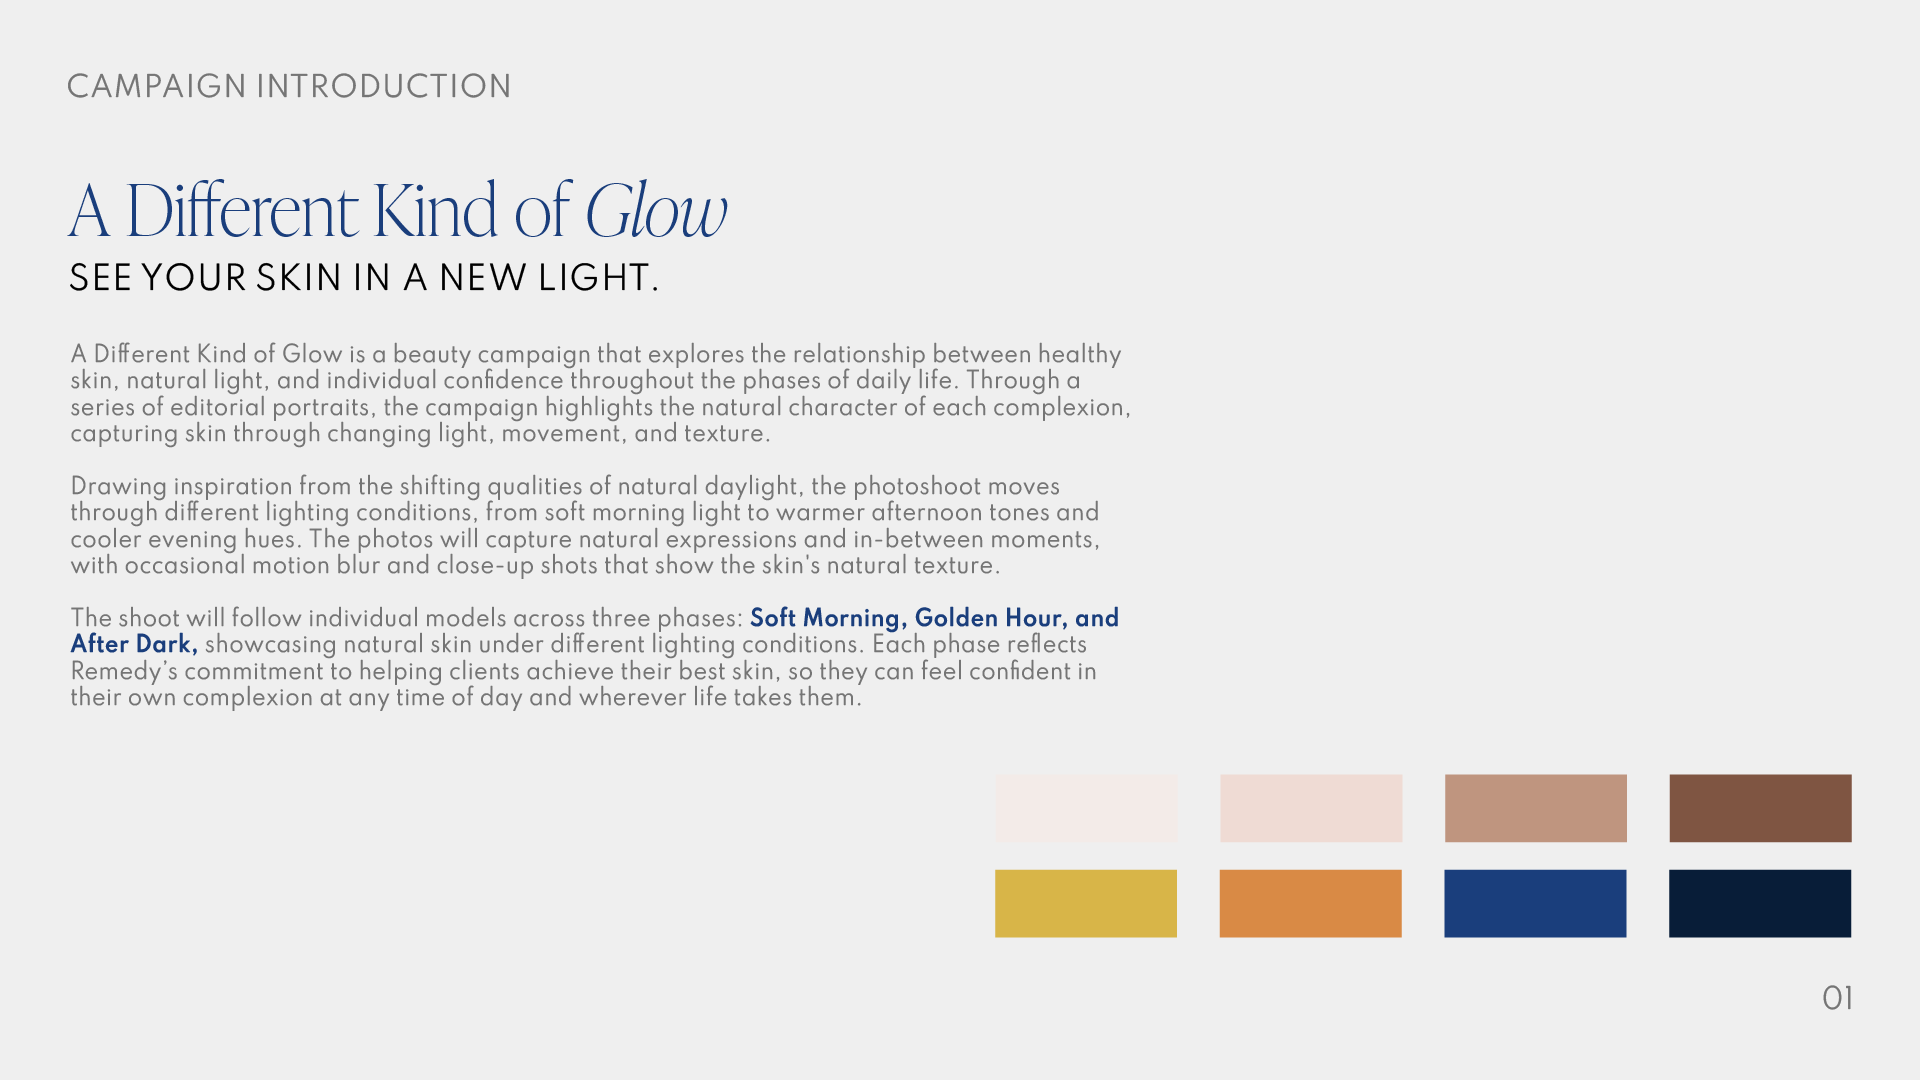 CAMPAIGN INTRODUCTION
A Different Kind of Glow
SEE YOUR SKIN IN A NEW LIGHT.
A Different Kind of Glow is a beauty campaign that explores the relationship between healthy
skin, natural light, and individual confidence throughout the phases of daily life. Through a
series of editorial portraits, the campaign highlights the natural character of each complexion,
capturing skin through changing light, movement, and texture.
Drawing inspiration from the shifting qualities of natural daylight, the photoshoot moves
through different lighting conditions, from soft morning light to warmer afternoon tones and
cooler evening hues. The photos will capture natural expressions and in-between moments,
with occasional motion blur and close-up shots that show the skin's natural texture.
The shoot will follow individual models across three phases: Soft Morning, Golden Hour, and
After Dark, showcasing natural skin under different lighting conditions. Each phase reflects
Remedy’s commitment to helping clients achieve their best skin, so they can feel confident in
their own complexion at any time of day and wherever life takes them.
01